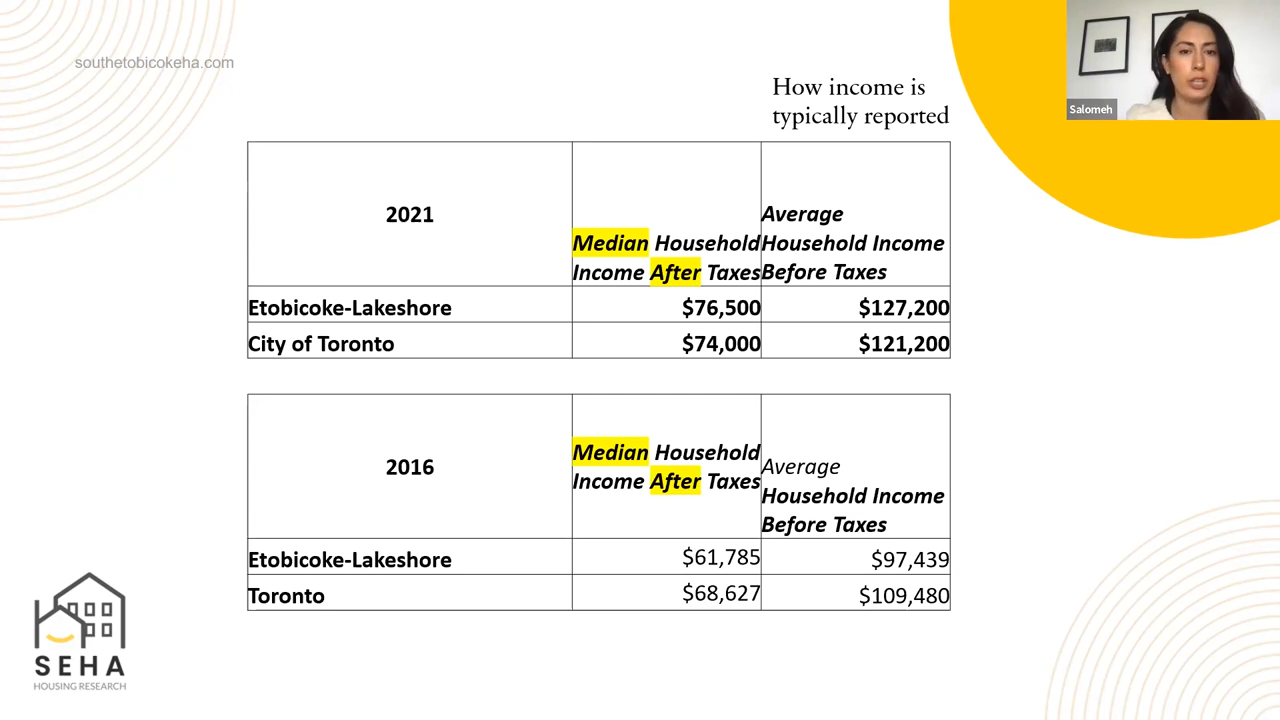 southetobicokeha.com
How income is
typically reported
Salomeh
2021
Median Household
Income After Taxes
Average
Household Income
Before Taxes
Etobicoke-Lakeshore $76,500 $127,200
City of Toronto $74,000 $121,200
2016
Median Household
Income After Taxes
Average
Household Income
Before Taxes
Etobicoke-Lakeshore $61,785 $97,439
Toronto $68,627 $109,480
SEHA
HOUSING RESEARCH